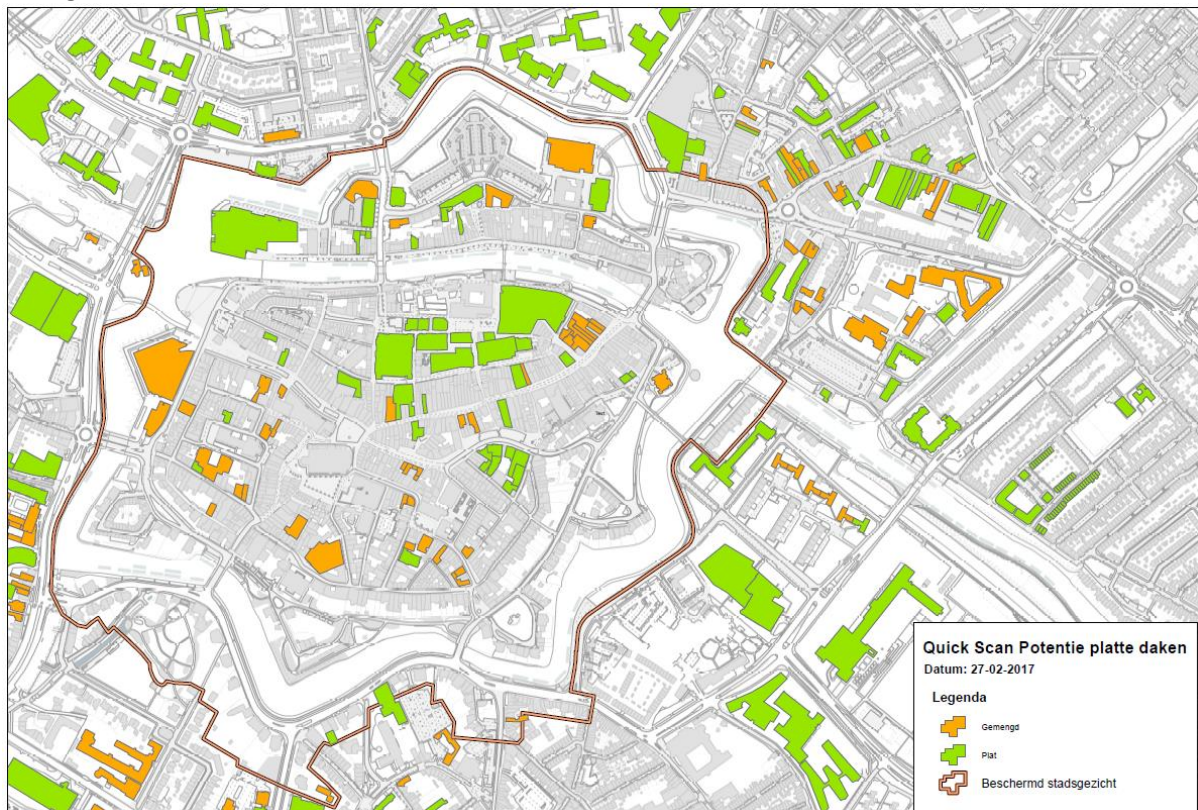 Quick Scan Potentie platte daken
Datum: 27-02-2017
Legenda
Gemengd
Plat
Beschermd stadsgezicht